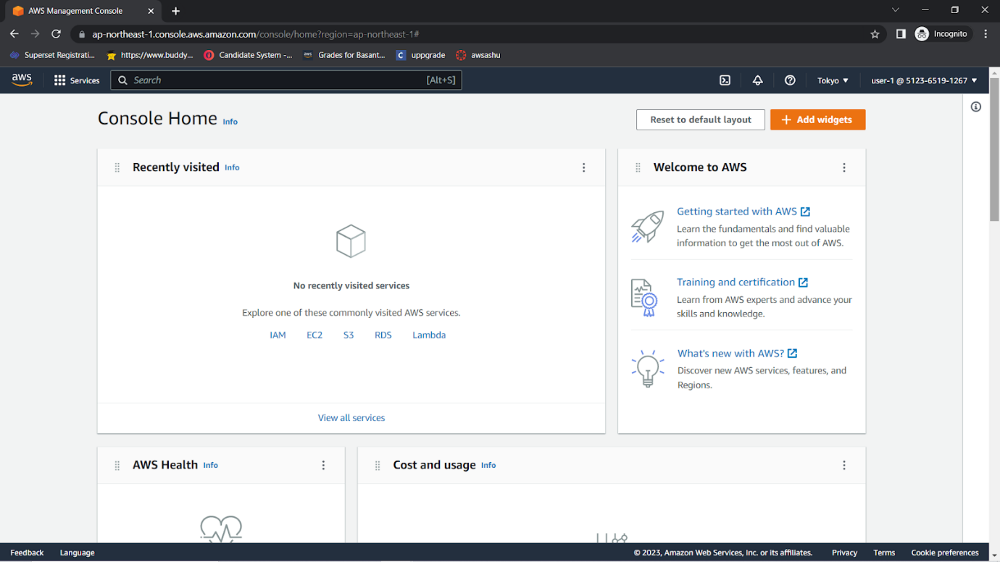 AWS Management Console
ap-northeast-1.console.aws.amazon.com/console/home?region=ap-northeast-1#
Incognito
Superset Registrati...
https://www.buddy...
Candidate System -...
Grades for Basant...
uppgrade
awsashu
aws
Services
Search
[Alt+S]
Tokyo
user-1 @ 5123-6519-1267
Console Home Info
Reset to default layout
Add widgets
Recently visited Info
No recently visited services
Explore one of these commonly visited AWS services.
IAM EC2 S3 RDS Lambda
View all services
Welcome to AWS
Getting started with AWS
Learn the fundamentals and find valuable
information to get the most out of AWS.
Training and certification
Learn from AWS experts and advance your
skills and knowledge.
What's new with AWS?
Discover new AWS services, features, and
Regions.
AWS Health Info
Cost and usage Info
Feedback Language
© 2023, Amazon Web Services, Inc. or its affiliates. Privacy Terms Cookie preferences